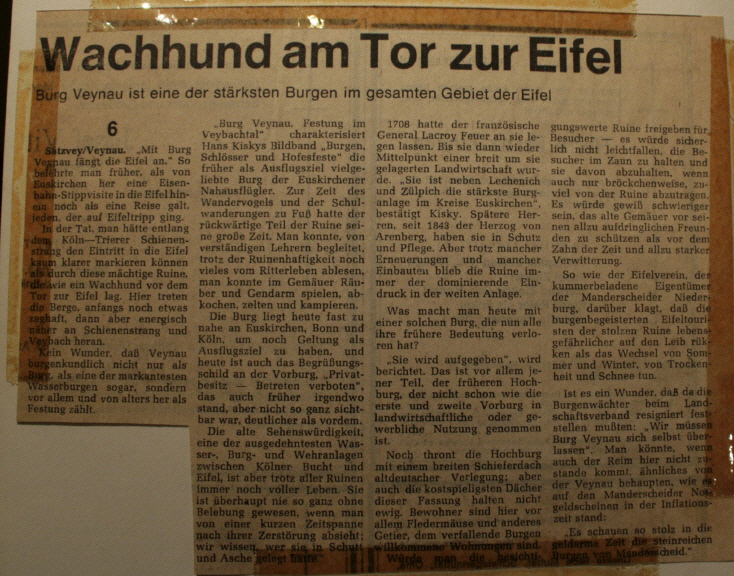 Wachhund am Tor zur Eifel
Burg Veynau ist eine der stärksten Burgen im gesamten Gebiet der Eifel
6
Satzvey/Veynau. „Mit Burg
Veynau fängt die Eifel an." So
belehrte man früher, als von
Euskirchen her eine Eisen-
bahn-Stippvisite in die Eifel hin-
ein noch als eine Reise galt,
jeden, der auf Eifeltripp ging.
In der Tat, man hätte entlang
dem Köln—Trierer Schienen-
strang den Eintritt in die Eifel
kaum klarer markieren können
als durch diese mächtige Ruine,
die wie ein Wachhund vor dem
Tor zur Eifel lag. Hier treten
die Berge, anfangs noch etwas
zaghaft, dann aber energisch
näher an Schienenstrang und
Veybach heran.
Kein Wunder, daß Veynau
burgenkundlich nicht nur als
Burg, als eine der markantesten
Wasserburgen sogar, sondern
vor allem und von alters her als
Festung zählt.
„Burg Veynau, Festung im
Veybachtal" charakterisiert
Hans Kiskys Bildband „Burgen,
Schlösser und Hofesfeste" die
früher als Ausflugsziel vielge-
liebte Burg der Euskirchener
Nahausflügler. Zur Zeit des
Wandervogels und der Schul-
wanderungen zu Fuß hatte der
rückwärtige Teil der Ruine sei-
ne große Zeit. Man konnte, von
verständigen Lehrern begleitet,
trotz der Ruinenhaftigkeit noch
vieles vom Ritterleben ablesen,
man konnte im Gemäuer Räu-
ber und Gendarm spielen, ab-
kochen, zelten und kampieren.
Die Burg liegt heute fast zu
nahe an Euskirchen, Bonn und
Köln, um noch Geltung als
Ausflugsziel zu haben, und
heute ist auch das Begrüßungs-
schild an der Vorburg, „Privat-
besitz — Betreten verboten",
das auch früher irgendwo
stand, aber nicht so ganz sicht-
bar war, deutlicher als vordem.
Die alte Sehenswürdigkeit,
eine der ausgedehntesten Was-
ser-, Burg- und Wehranlagen
zwischen Kölner Bucht und
Eifel, ist aber trotz aller Ruinen
immer noch voller Leben. Sie
ist überhaupt nie so ganz ohne
Belebung gewesen, wenn man
von einer kurzen Zeitspanne
nach ihrer Zerstörung absieht;
wir wissen, wer sie in Schutt
und Asche gelegt hatte.
1708 hatte der französische
General Lacroy Feuer an sie le-
gen lassen. Bis sie dann wieder
Mittelpunkt einer breit um sie
gelagerten Landwirtschaft wur-
de. „Sie ist neben Lechenich
und Zülpich die stärkste Burg-
anlage im Kreise Euskirchen",
bestätigt Kisky. Spätere Her-
ren, seit 1843 der Herzog von
Arenberg, haben sie in Schutz
und Pflege. Aber trotz mancher
Erneuerungen und mancher
Einbauten blieb die Ruine im-
mer der dominierende Ein-
druck in der weiten Anlage.
Was macht man heute mit
einer solchen Burg, die nun alle
ihre frühere Bedeutung verlo-
ren hat?
„Sie wird aufgegeben", wird
berichtet. Das ist vor allem je-
ner Teil, der früheren Hoch-
burg, der nicht schon wie die
erste und zweite Vorburg in
landwirtschaftliche oder ge-
werbliche Nutzung genommen
ist.
Noch thront die Hochburg
mit einem breiten Schieferdach
altdeutscher Verlegung; aber
auch die kostspieligsten Dächer
dieser Fassung halten nicht
ewig. Bewohner sind hier vor
allem Fledermäuse und anderes
Getier, dem verfallende Burgen
willkommene Wohnungen sind.
Würde man die besichti-
gungswerte Ruine freigeben für
Besucher — es würde sicher-
lich nicht leichtfallen, die Be-
sucher im Zaun zu halten und
sie davon abzuhalten, wenn
auch nur bröckchenweise, zu-
viel von der Ruine abzutragen.
Es würde gewiß schwieriger
sein, das alte Gemäuer vor sei-
nen allzu aufdringlichen Freun-
den zu schützen als vor dem
Zahn der Zeit und allzu starker
Verwitterung.
So wie der Eifelverein, der
kummerbeladene Eigentümer
der Manderscheider Nieder-
burg, darüber klagt, daß die
burgenbegeisterten Eifeltouri-
sten der stolzen Ruine lebens-
gefährlicher auf den Leib rük-
ken als das Wechsel von Som-
mer und Winter, von Trocken-
heit und Schnee tun.
Ist es ein Wunder, daß da die
Burgenwächter beim Land-
schaftsverband resigniert fest-
stellen mußten: „Wir müssen
Burg Veynau sich selbst über-
lassen". Man könnte, wenn
auch der Reim hier nicht zu-
stande kommt, ähnliches von
der Veynau behaupten, wie es
auf den Manderscheider Not-
geldscheinen in der Inflations-
zeit stand:
„Es schauen so stolz in die
geldarme Zeit die steinreichen
Burgen von Manderscheid."